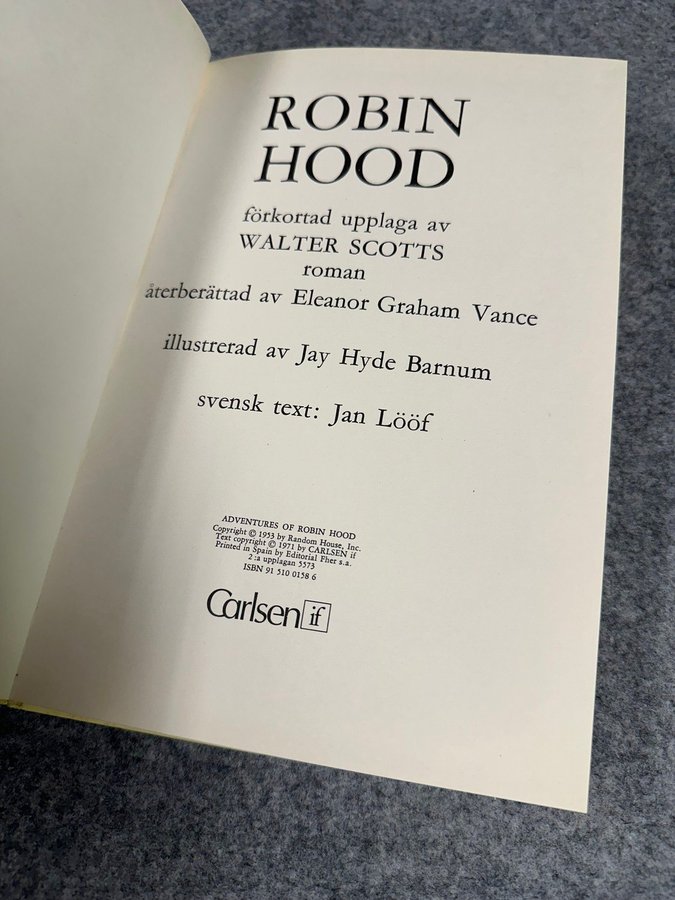 ROBIN
HOOD
förkortad upplaga av
WALTER SCOTTS
roman
återberättad av Eleanor Graham Vance
illustrerad av Jay Hyde Barnum
svensk text: Jan Lööf
ADVENTURES OF ROBIN HOOD
Copyright © 1953 by Random House, Inc.
Text copyright © 1971 by CARLSEN if
Printed in Spain by Editorial Fher s.a.
2:a upplagan 5573
ISBN 91 510 0158 6
Carlsen if